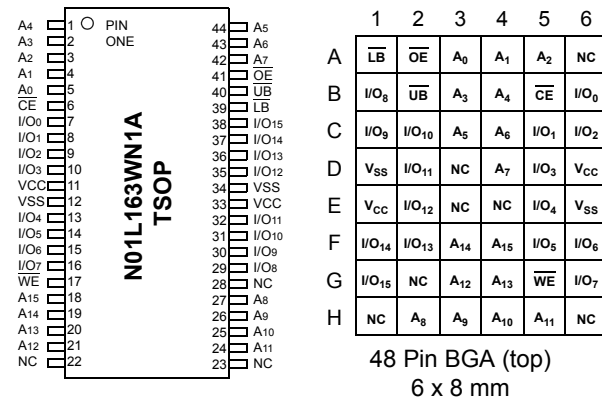 A4 1 PIN 44 A5
A3 2 ONE 43 A6
A2 3 42 A7
A1 4 41 OE
A0 5 40 UB
CE 6 39 LB
I/O0 7 38 I/O15
I/O1 8 37 I/O14
I/O2 9 36 I/O13
I/O3 10 35 I/O12
VCC 11 34 VSS
VSS 12 33 VCC
I/O4 13 32 I/O11
I/O5 14 31 I/O10
I/O6 15 30 I/O9
I/O7 16 29 I/O8
WE 17 28 NC
A15 18 27 A8
A14 19 26 A9
A13 20 25 A10
A12 21 24 A11
NC 22 23 NC
N01L163WN1A
TSOP
1 2 3 4 5 6
A LB OE A0 A1 A2 NC
B I/O8 UB A3 A4 CE I/O0
C I/O9 I/O10 A5 A6 I/O1 I/O2
D VSS I/O11 NC A7 I/O3 VCC
E VCC I/O12 NC NC I/O4 VSS
F I/O14 I/O13 A14 A15 I/O5 I/O6
G I/O15 NC A12 A13 WE I/O7
H NC A8 A9 A10 A11 NC
48 Pin BGA (top)
6 x 8 mm